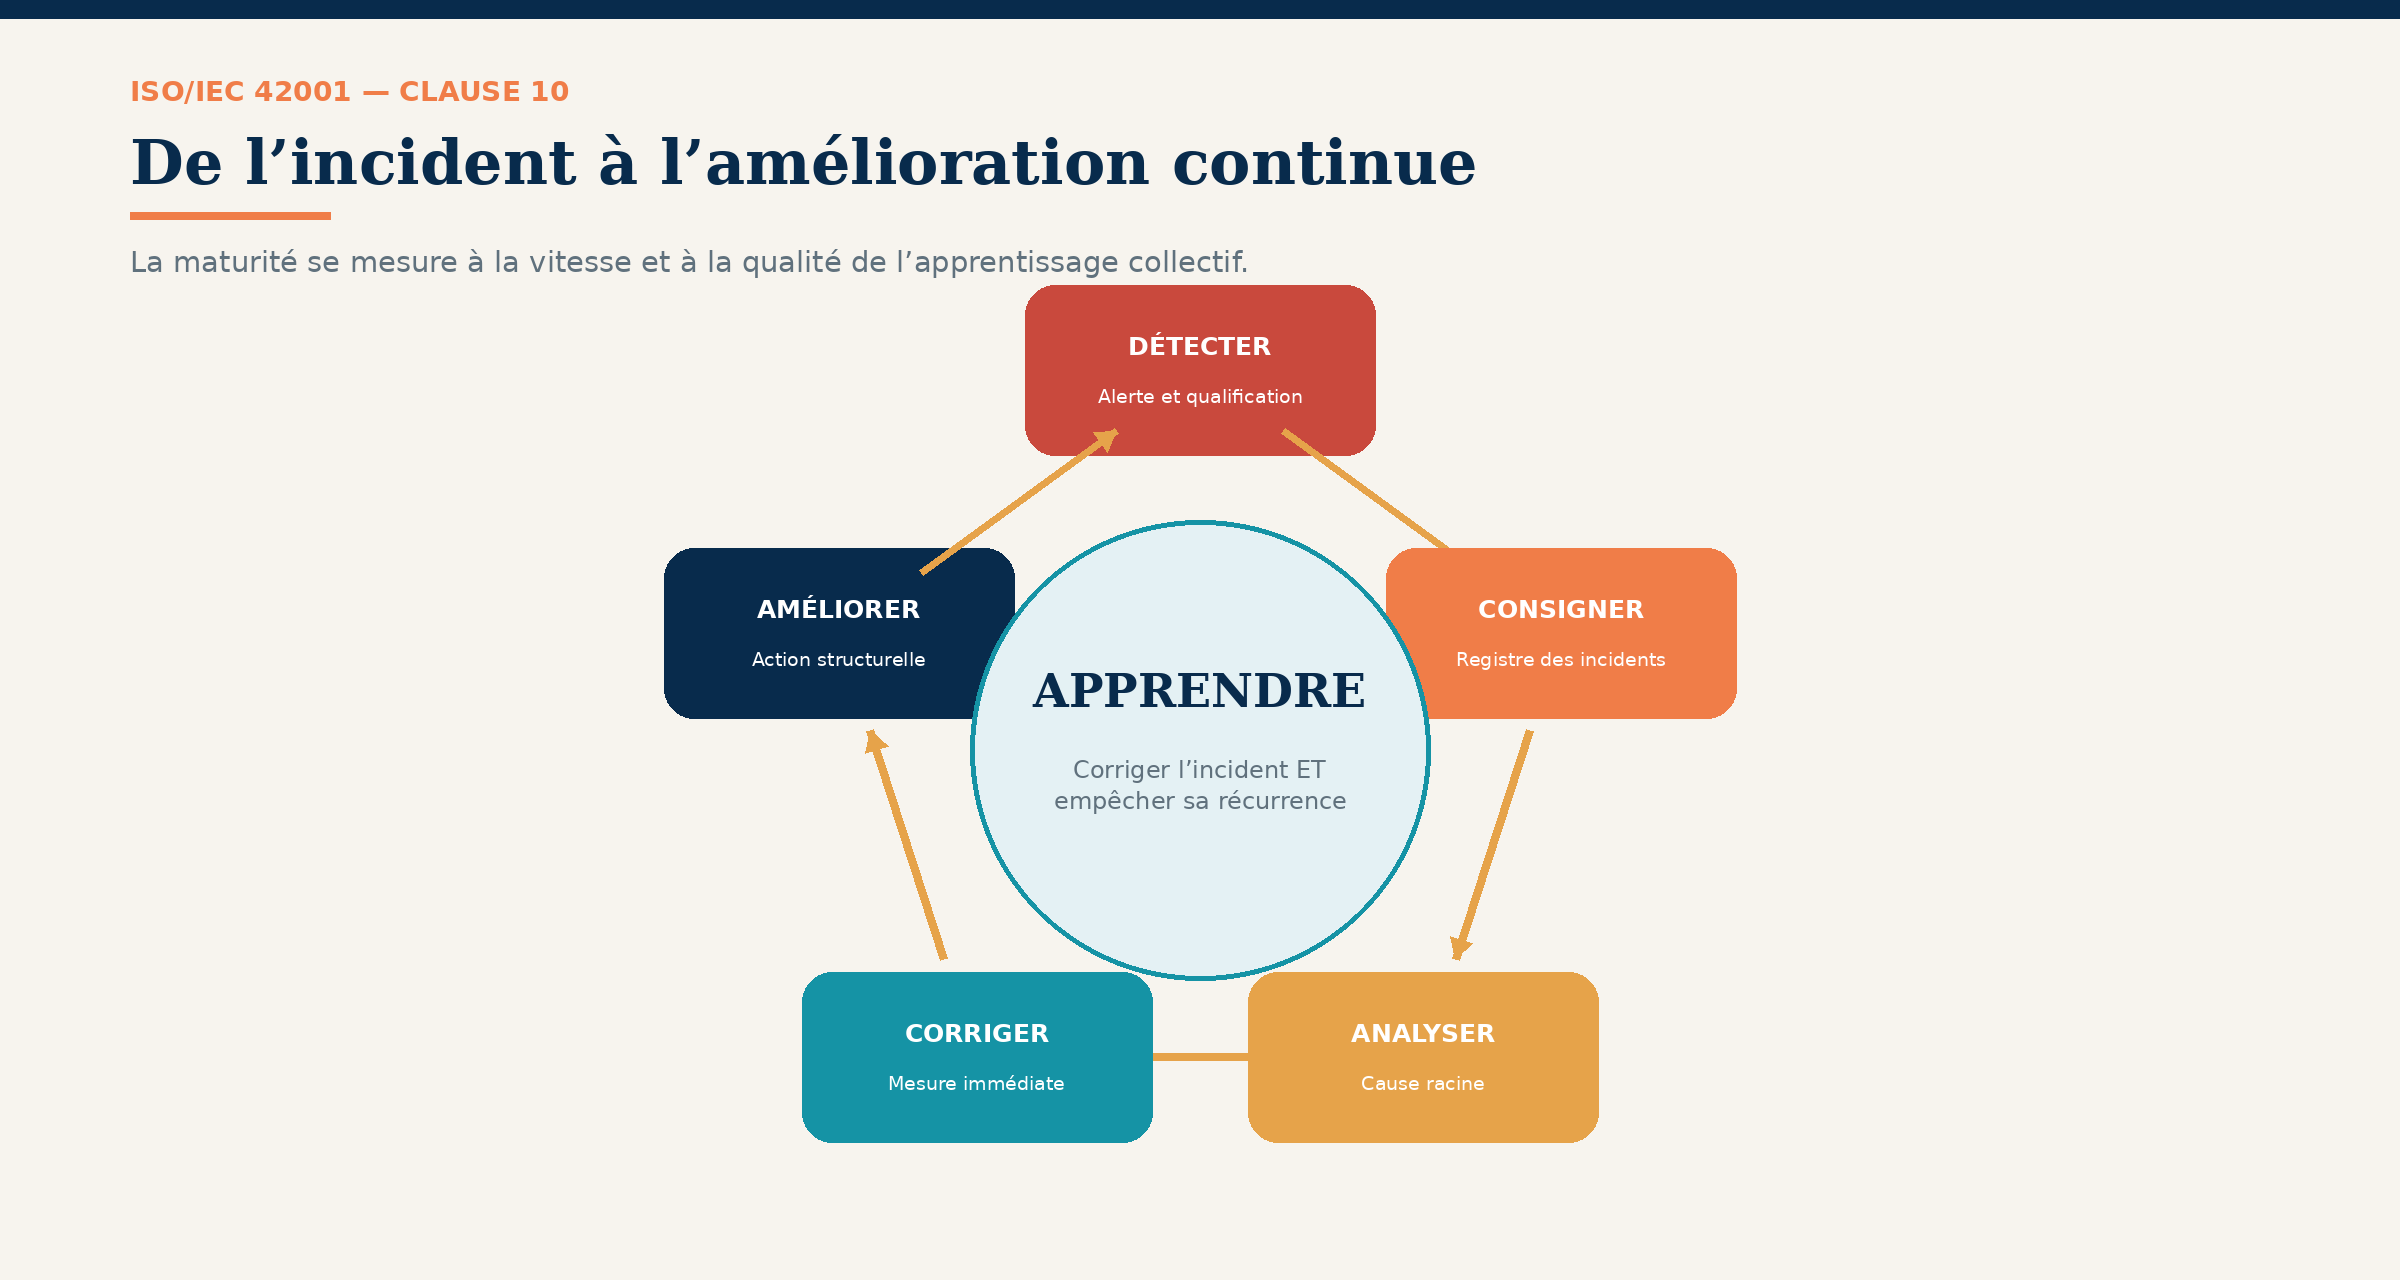 ISO/IEC 42001 — CLAUSE 10
De l’incident à l’amélioration continue
La maturité se mesure à la vitesse et à la qualité de l’apprentissage collectif.
DÉTECTER
Alerte et qualification
AMÉLIORER
Action structurelle
CONSIGNER
Registre des incidents
APPRENDRE
Corriger l’incident ET
empêcher sa récurrence
CORRIGER
Mesure immédiate
ANALYSER
Cause racine